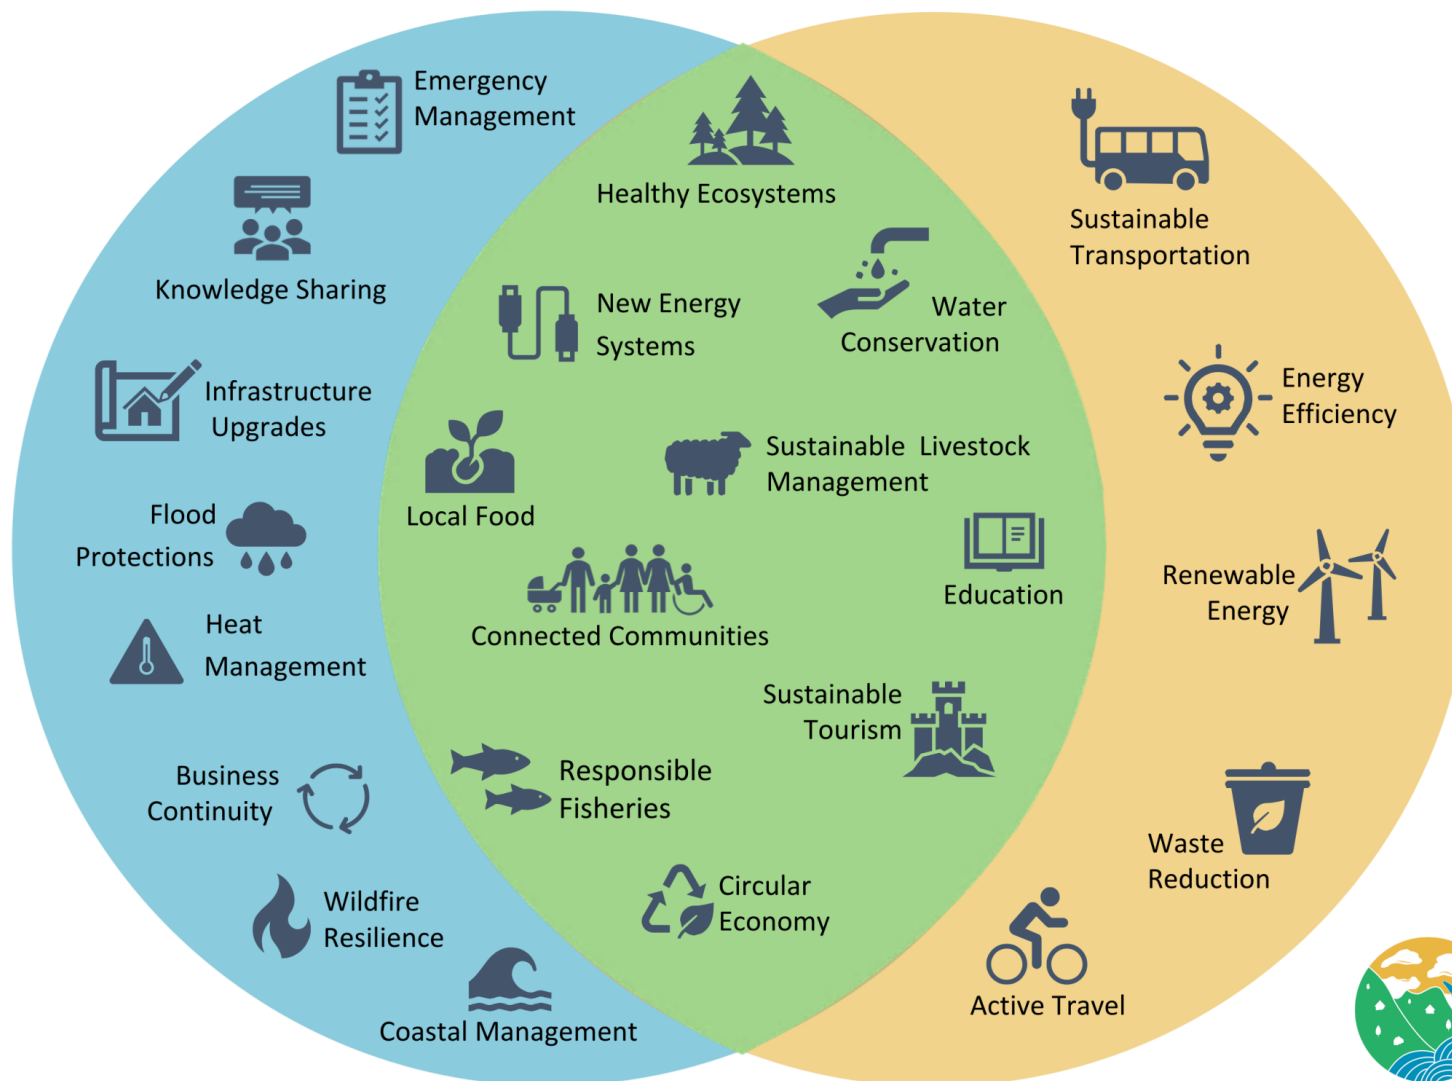 Emergency
Management
Knowledge Sharing
Infrastructure
Upgrades
Flood
Protections
Heat
Management
Business
Continuity
Wildfire
Resilience
Coastal Management
Healthy Ecosystems
New Energy
Systems
Water
Conservation
Local Food
Sustainable Livestock
Management
Education
Connected Communities
Sustainable
Tourism
Responsible
Fisheries
Circular
Economy
Sustainable
Transportation
Energy
Efficiency
Renewable
Energy
Waste
Reduction
Active Travel